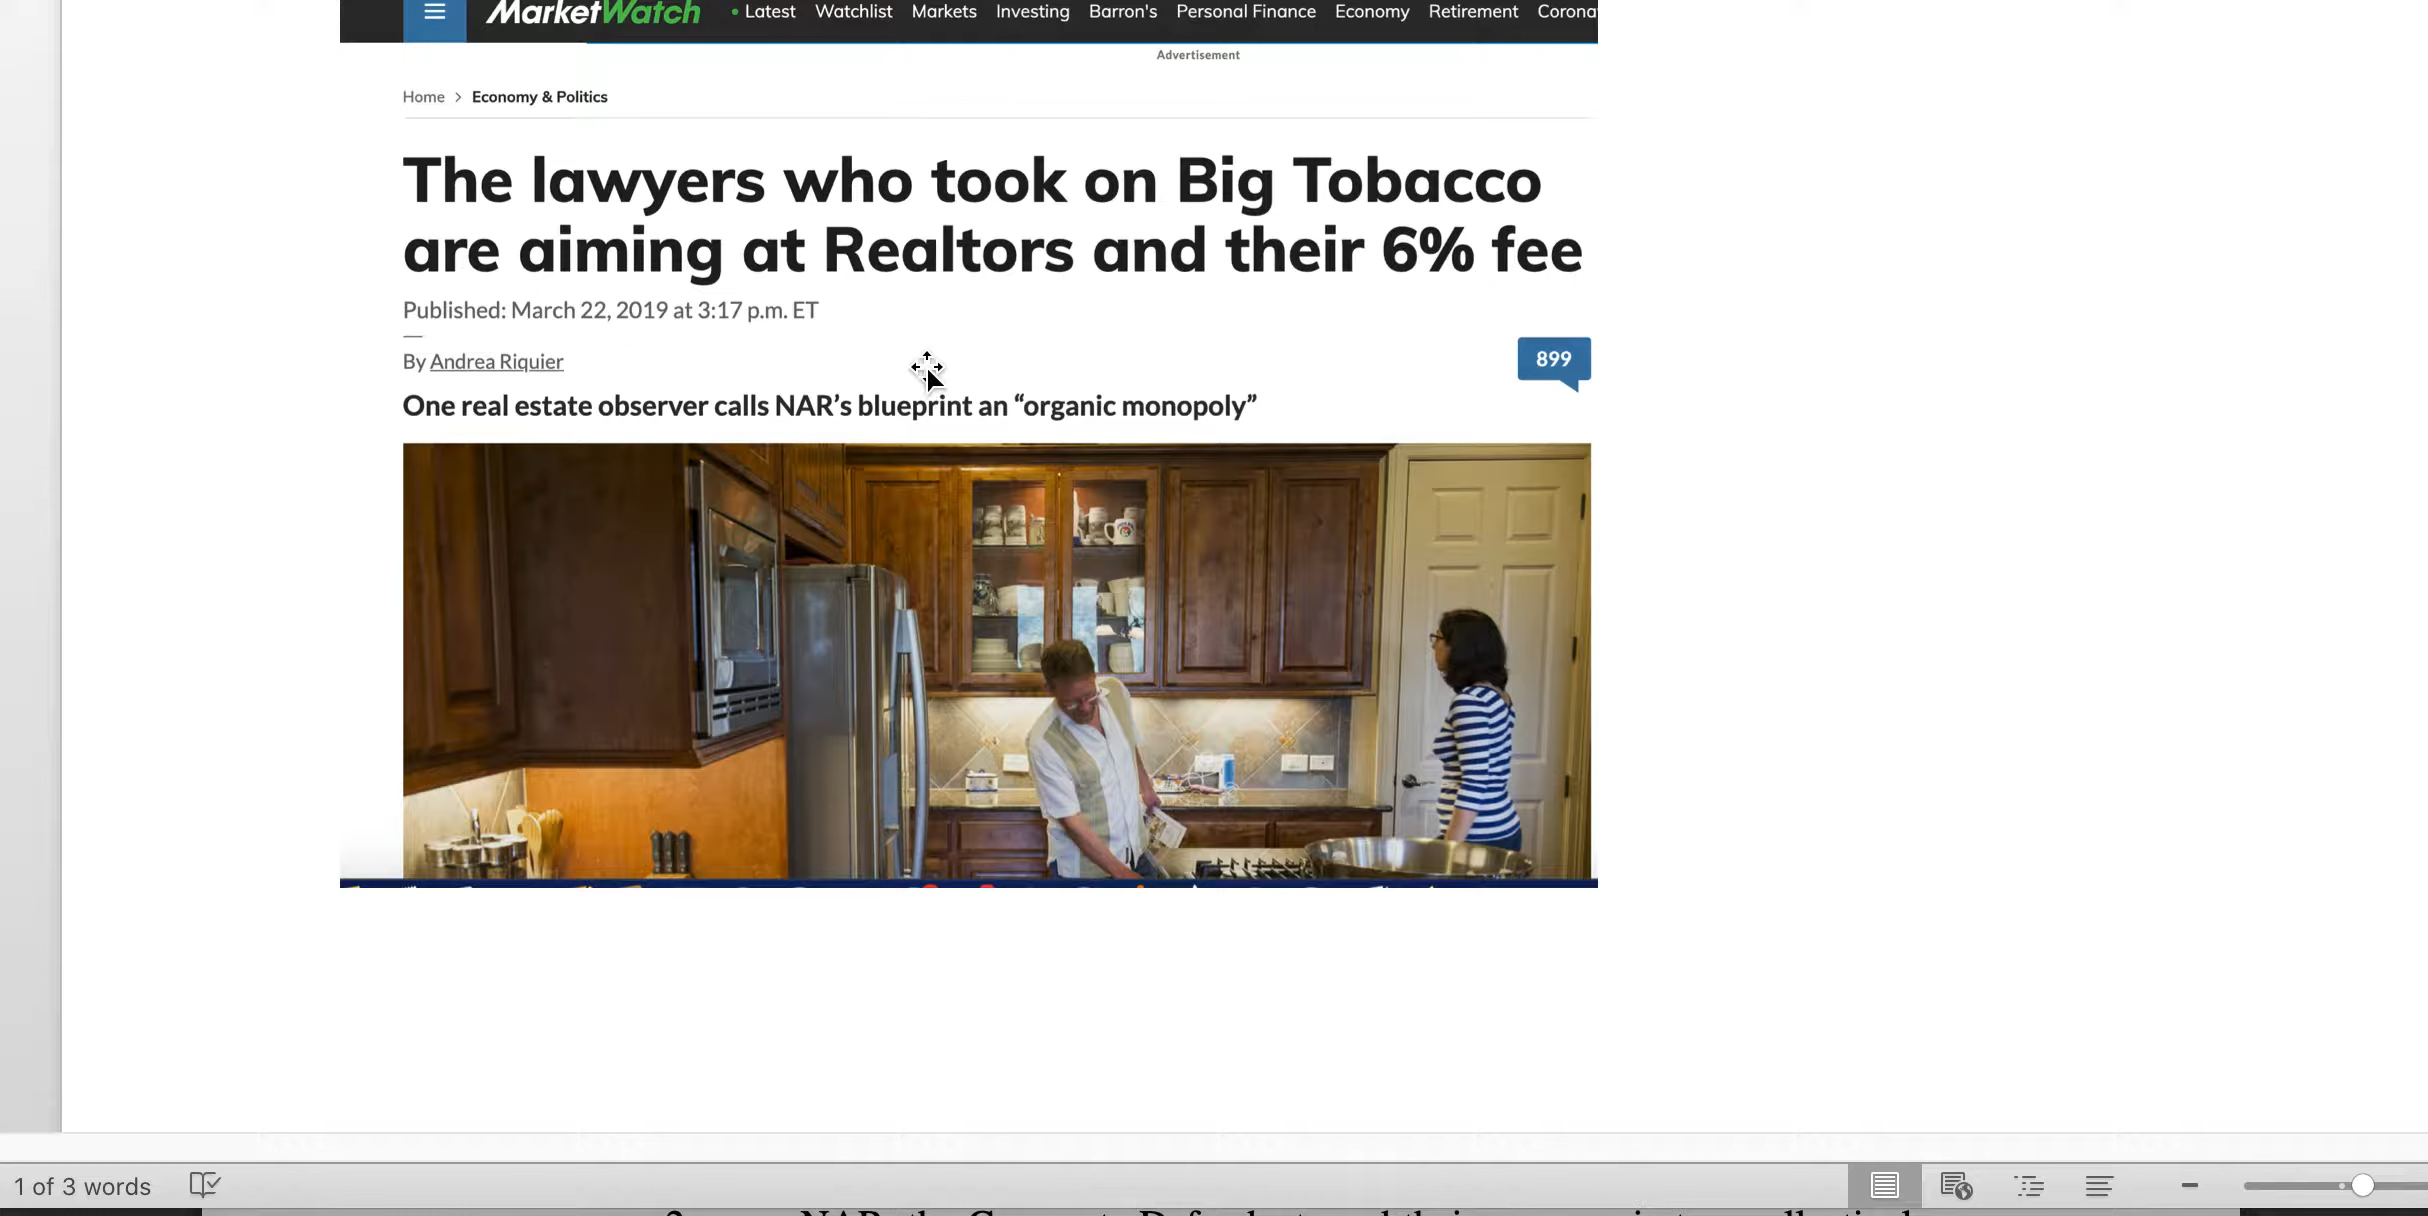 MarketWatch • Latest Watchlist Markets Investing Barron's Personal Finance Economy Retirement
Advertisement
Home > Economy & Politics
The lawyers who took on Big Tobacco
are aiming at Realtors and their 6% fee
Published: March 22, 2019 at 3:17 p.m. ET
By Andrea Riquier
899
One real estate observer calls NAR’s blueprint an “organic monopoly”
1 of 3 words